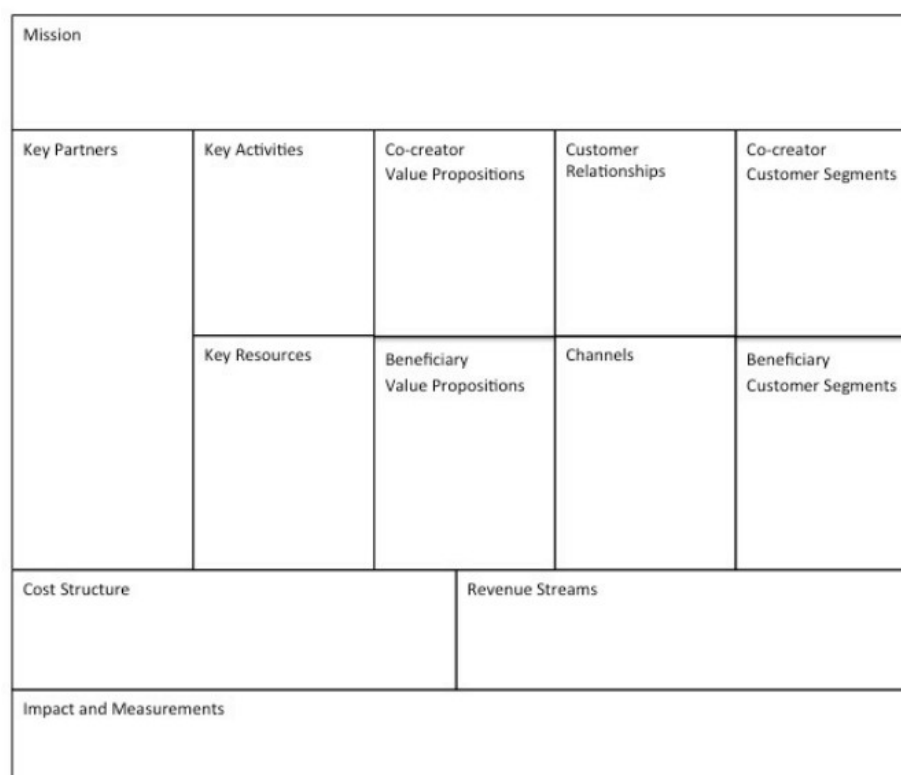 Mission
Key Partners
Key Activities
Co-creator
Value Propositions
Customer
Relationships
Co-creator
Customer Segments
Key Resources
Beneficiary
Value Propositions
Channels
Beneficiary
Customer Segments
Cost Structure
Revenue Streams
Impact and Measurements